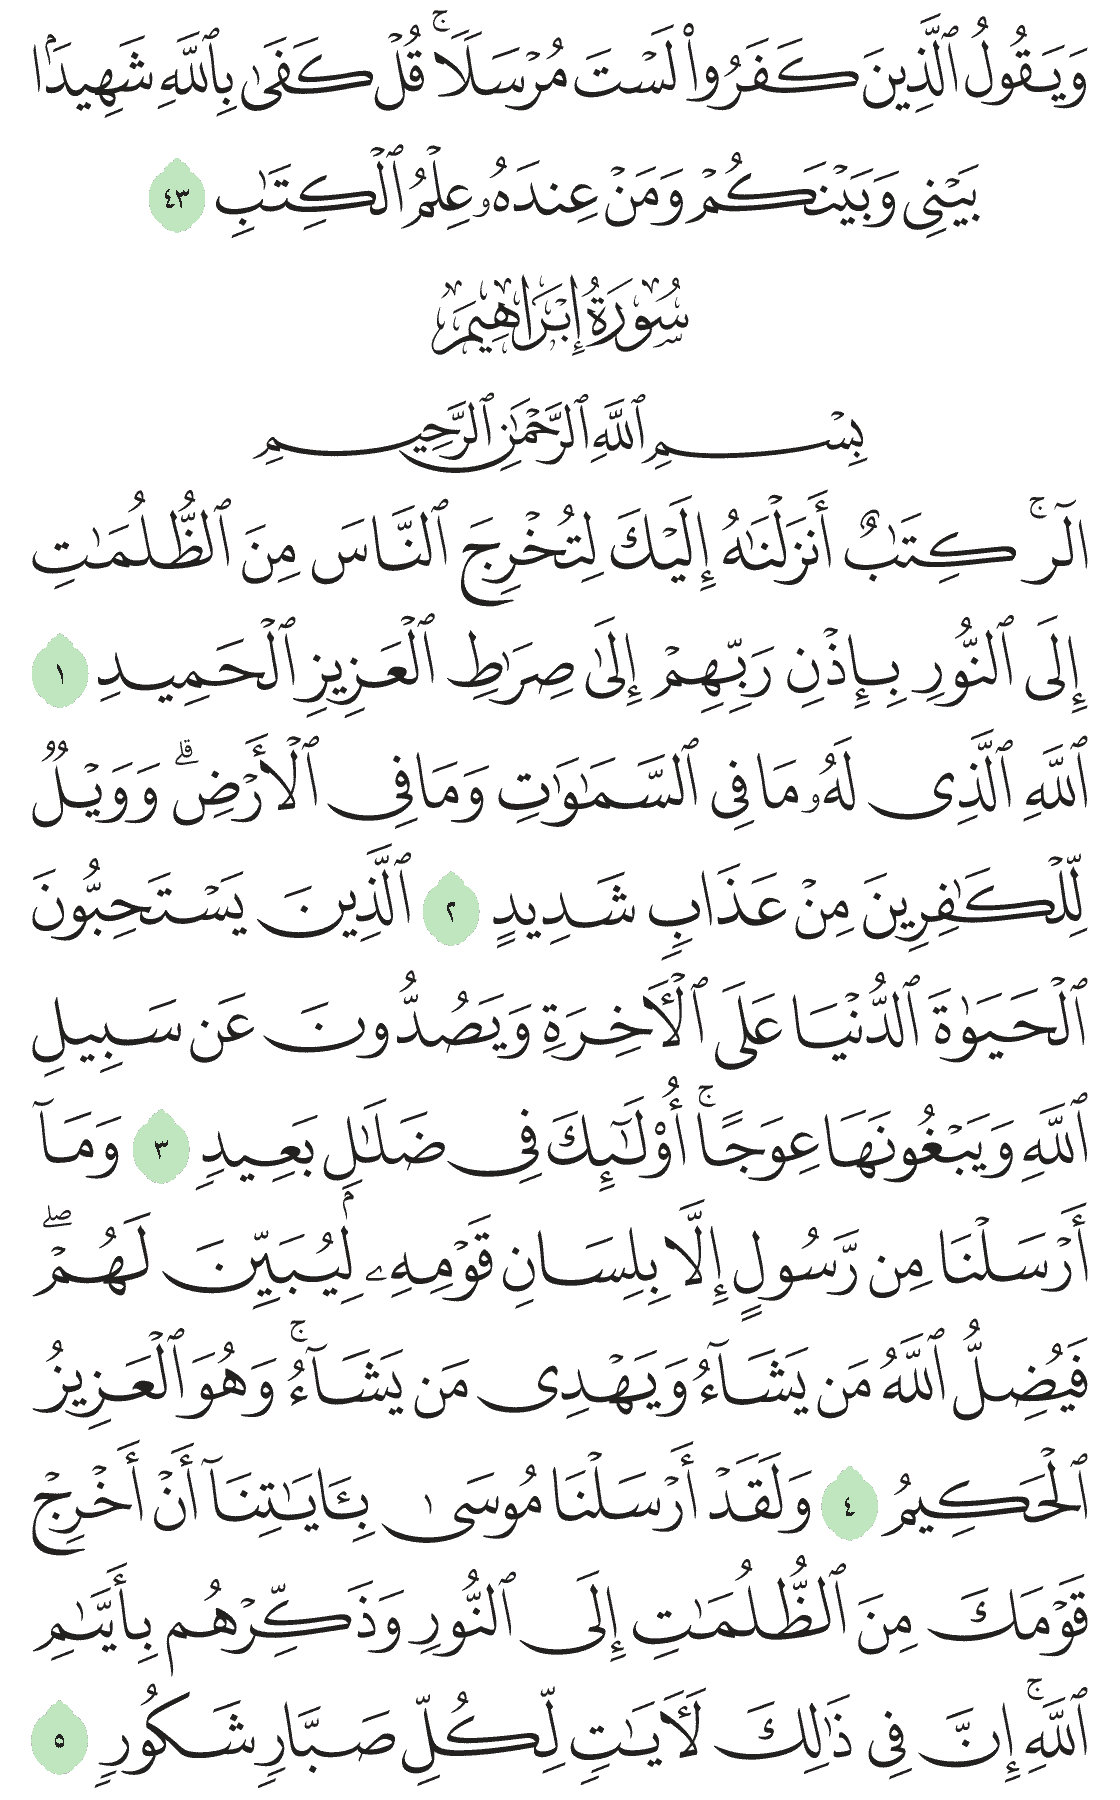 وَيَقُولُ ٱلَّذِينَ كَفَرُوا۟ لَسْتَ مُرْسَلًا ۚ قُلْ كَفَىٰ بِٱللَّهِ شَهِيدًۢا
بَيْنِى وَبَيْنَكُمْ وَمَنْ عِندَهُۥ عِلْمُ ٱلْكِتَـٰبِ ٤٣
سُورَةُ إِبْرَاهِيم
بِسْمِ ٱللَّهِ ٱلرَّحْمَـٰنِ ٱلرَّحِيمِ
الٓر ۚ كِتَـٰبٌ أَنزَلْنَـٰهُ إِلَيْكَ لِتُخْرِجَ ٱلنَّاسَ مِنَ ٱلظُّلُمَـٰتِ
إِلَى ٱلنُّورِ بِإِذْنِ رَبِّهِمْ إِلَىٰ صِرَٰطِ ٱلْعَزِيزِ ٱلْحَمِيدِ ١
ٱللَّهِ ٱلَّذِى لَهُۥ مَا فِى ٱلسَّمَـٰوَٰتِ وَمَا فِى ٱلْأَرْضِ ۗ وَوَيْلٌ
لِّلْكَـٰفِرِينَ مِنْ عَذَابٍ شَدِيدٍ ٢ ٱلَّذِينَ يَسْتَحِبُّونَ
ٱلْحَيَوٰةَ ٱلدُّنْيَا عَلَى ٱلْـَٔاخِرَةِ وَيَصُدُّونَ عَن سَبِيلِ
ٱللَّهِ وَيَبْغُونَهَا عِوَجًا ۚ أُو۟لَـٰٓئِكَ فِى ضَلَـٰلٍۭ بَعِيدٍ ٣ وَمَآ
أَرْسَلْنَا مِن رَّسُولٍ إِلَّا بِلِسَانِ قَوْمِهِۦ لِيُبَيِّنَ لَهُمْ ۖ
فَيُضِلُّ ٱللَّهُ مَن يَشَآءُ وَيَهْدِى مَن يَشَآءُ ۚ وَهُوَ ٱلْعَزِيزُ
ٱلْحَكِيمُ ٤ وَلَقَدْ أَرْسَلْنَا مُوسَىٰ بِـَٔايَـٰتِنَآ أَنْ أَخْرِجْ
قَوْمَكَ مِنَ ٱلظُّلُمَـٰتِ إِلَى ٱلنُّورِ وَذَكِّرْهُم بِأَيَّىٰمِ
ٱللَّهِ ۚ إِنَّ فِى ذَٰلِكَ لَـَٔايَـٰتٍ لِّكُلِّ صَبَّارٍ شَكُورٍ ٥